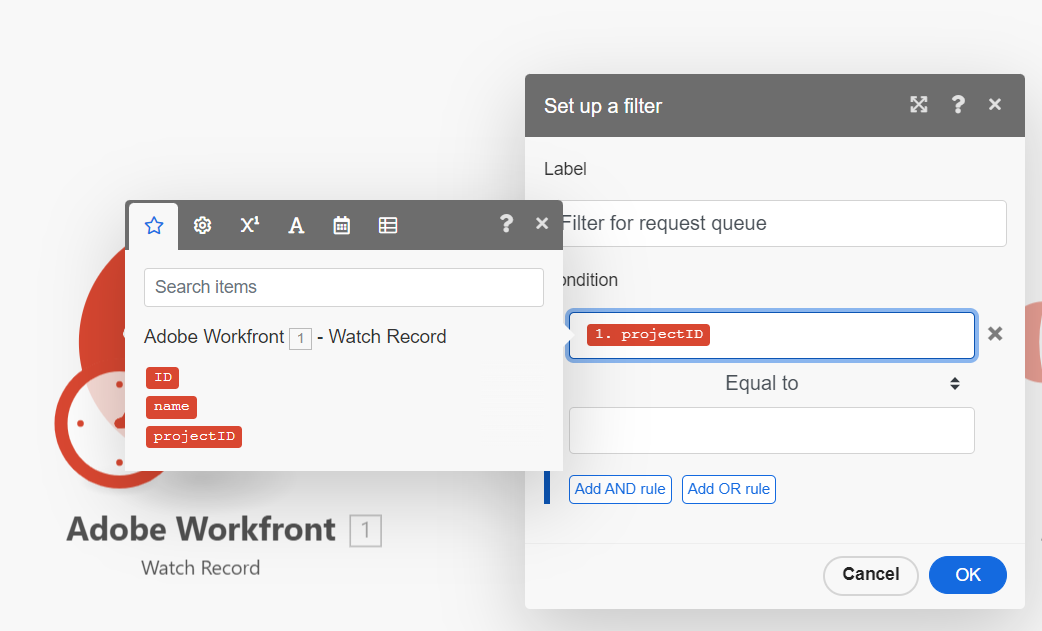 Set up a filter
?
Label
Filter for request queue
ondition
1. projectID
Equal to
Add AND rule Add OR rule
Cancel OK
X¹ A ?
Search items
Adobe Workfront 1 - Watch Record
ID
name
projectID
Adobe Workfront 1
Watch Record